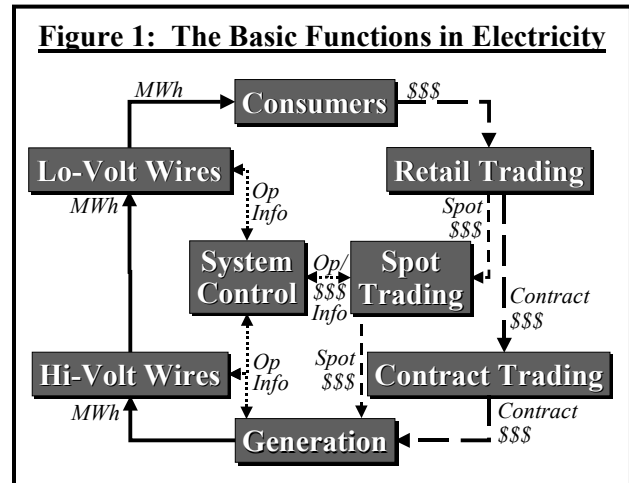 Figure 1:  The Basic Functions in Electricity
MWh
Consumers
$$$
Lo-Volt Wires
Retail Trading
MWh
Op
Info
Spot
$$$
System
Control
Op/
$$$
Info
Spot
Trading
Contract
$$$
Hi-Volt Wires
Op
Info
Spot
$$$
Contract Trading
MWh
Generation
Contract
$$$